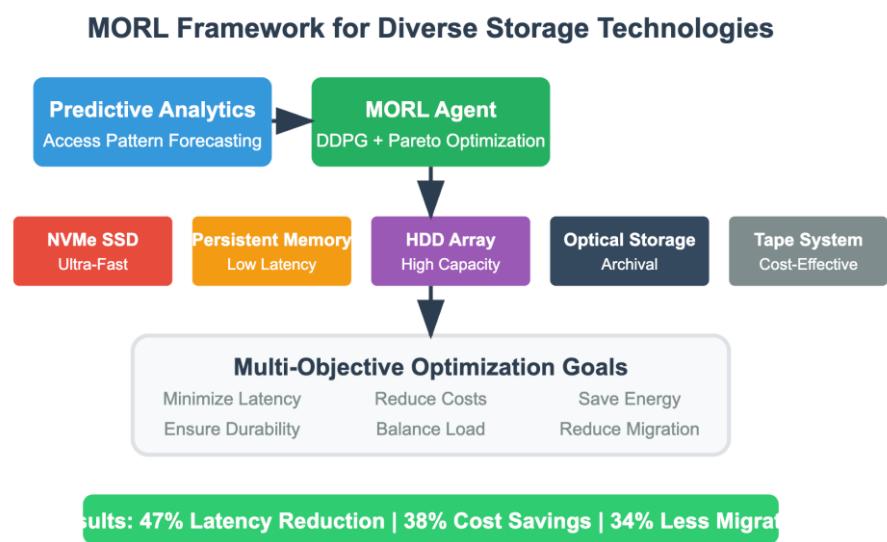 MORL Framework for Diverse Storage Technologies
Predictive Analytics
Access Pattern Forecasting
MORL Agent
DDPG + Pareto Optimization
NVMe SSD
Ultra-Fast
Persistent Memory
Low Latency
HDD Array
High Capacity
Optical Storage
Archival
Tape System
Cost-Effective
Multi-Objective Optimization Goals
Minimize Latency Reduce Costs Save Energy
Ensure Durability Balance Load Reduce Migration
sults: 47% Latency Reduction | 38% Cost Savings | 34% Less Migrat